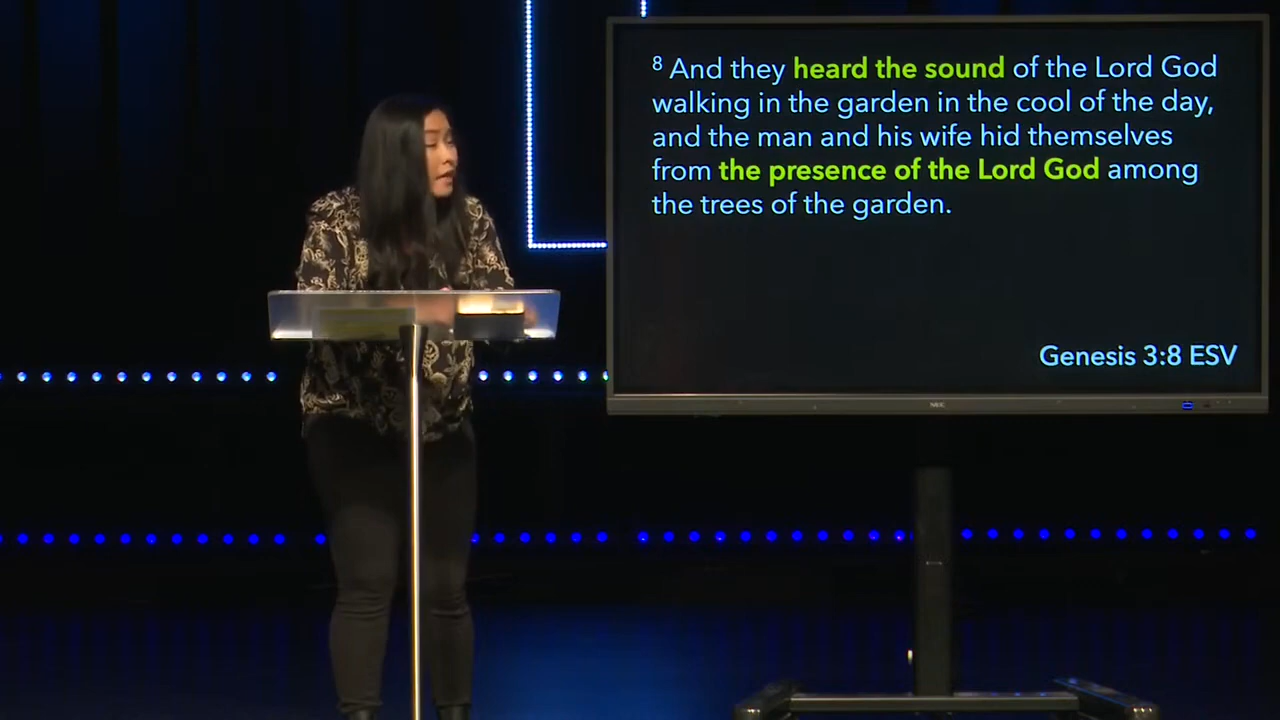 8 And they heard the sound of the Lord God
walking in the garden in the cool of the day,
and the man and his wife hid themselves
from the presence of the Lord God among
the trees of the garden.
Genesis 3:8 ESV
NEC